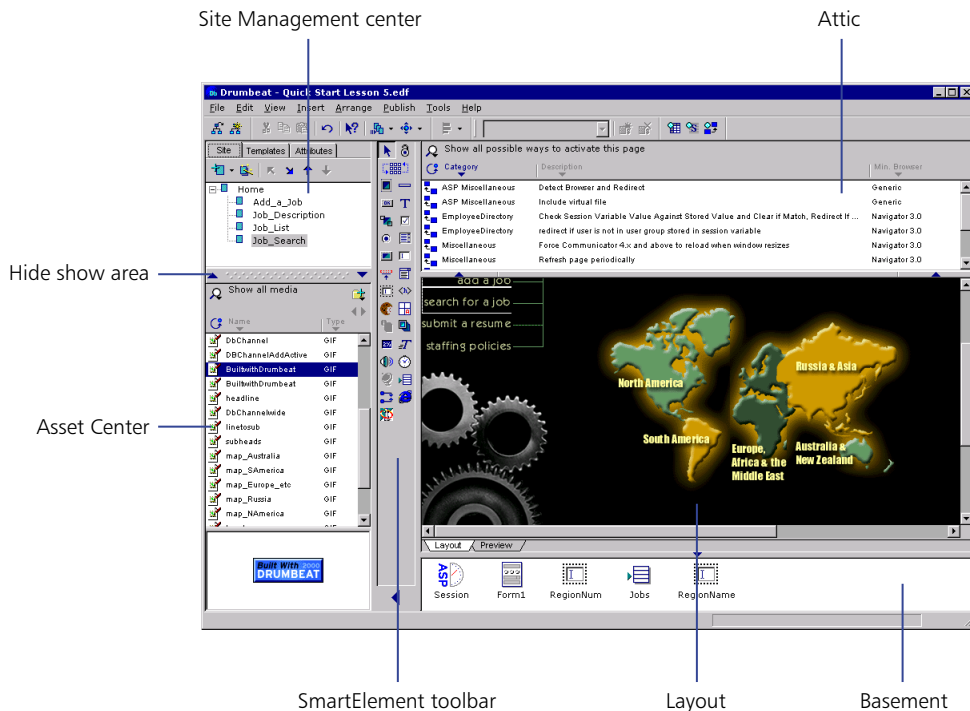 Site Management center
Attic
Drumbeat - Quick Start Lesson 5.edf
File Edit View Insert Arrange Publish Tools Help
Site Templates Attributes
Home
Add_a_Job
Job_Description
Job_List
Job_Search
Show all possible ways to activate this page
Category Description Min. Browser
ASP Miscellaneous Detect Browser and Redirect Generic
ASP Miscellaneous Include virtual file Generic
EmployeeDirectory Check Session Variable Value Against Stored Value and Clear if Match, Redirect If ... Navigator 3.0
EmployeeDirectory redirect if user is not in user group stored in session variable Navigator 3.0
Miscellaneous Force Communicator 4.x and above to reload when window resizes Navigator 3.0
Miscellaneous Refresh page periodically Navigator 3.0
Hide show area
Show all media
Name Type
DbChannel GIF
DBChannelAddActive GIF
BuiltwithDrumbeat GIF
BuiltwithDrumbeat GIF
headline GIF
DbChannelwide GIF
linetosub GIF
subheads GIF
map_Australia GIF
map_SAmerica GIF
map_Europe_etc GIF
map_Russia GIF
map_NAmerica GIF
Asset Center
Built With 2000
DRUMBEAT
add a job
search for a job
submit a resume
staffing policies
North America
Russia & Asia
South America
Europe,
Africa & the
Middle East
Australia &
New Zealand
Layout Preview
ASP
Session Form1 RegionNum Jobs RegionName
SmartElement toolbar
Layout
Basement